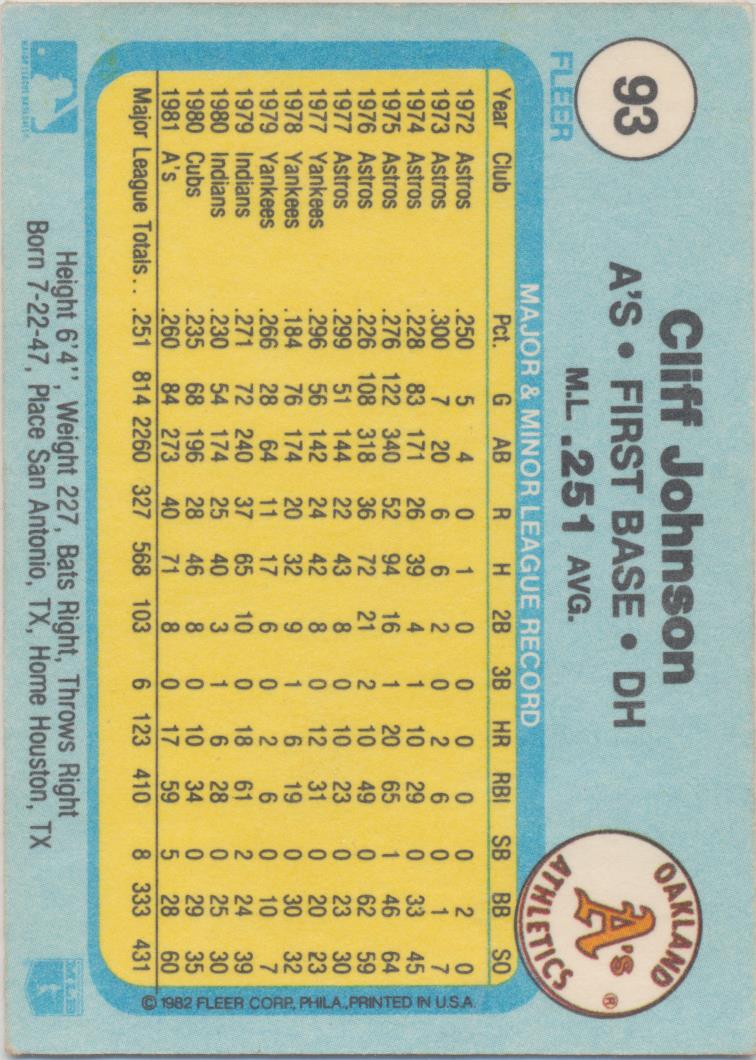 93
FLEER
Cliff Johnson
A'S • FIRST BASE • DH
M.L. .251 AVG.
OAKLAND A's ATHLETICS ®
MAJOR & MINOR LEAGUE RECORD
Year Club Pct. G AB R H 2B 3B HR RBI SB BB SO
1972 Astros .250 5 4 0 1 0 0 0 0 0 2 0
1973 Astros .300 7 20 6 6 2 0 2 6 0 1 7
1974 Astros .228 83 171 26 39 4 1 10 29 0 33 45
1975 Astros .276 122 340 52 94 16 1 20 65 1 46 64
1976 Astros .226 108 318 36 72 21 2 10 49 0 62 59
1977 Astros .299 51 144 22 43 8 0 10 23 0 23 30
1977 Yankees .296 56 142 24 42 8 0 12 31 0 20 23
1978 Yankees .184 76 174 20 32 9 1 6 19 0 30 32
1979 Yankees .266 28 64 11 17 6 0 2 6 0 10 7
1979 Indians .271 72 240 37 65 10 0 18 61 2 24 39
1980 Indians .230 54 174 25 40 3 1 6 28 0 25 30
1980 Cubs .235 68 196 28 46 8 0 10 34 0 29 35
1981 A's .260 84 273 40 71 8 0 17 59 5 28 60
Major League Totals . . .251 814 2260 327 568 103 6 123 410 8 333 431
© 1982 FLEER CORP., PHILA., PRINTED IN U.S.A.
Height 6'4'', Weight 227, Bats Right, Throws Right
Born 7-22-47, Place San Antonio, TX, Home Houston, TX